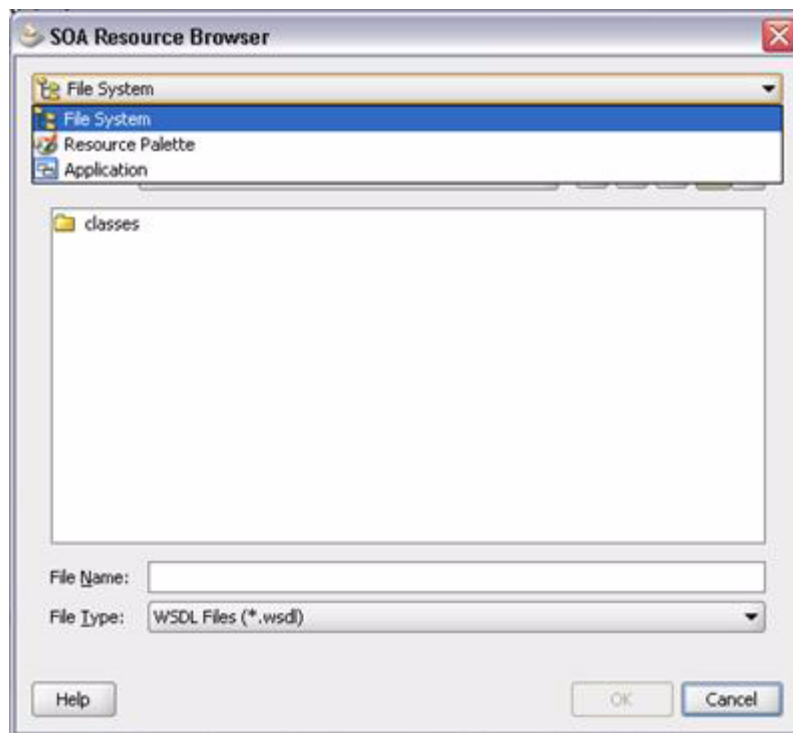 SOA Resource Browser
File System
File System
Resource Palette
Application
classes
File Name:
File Type: WSDL Files (*.wsdl)
Help OK Cancel